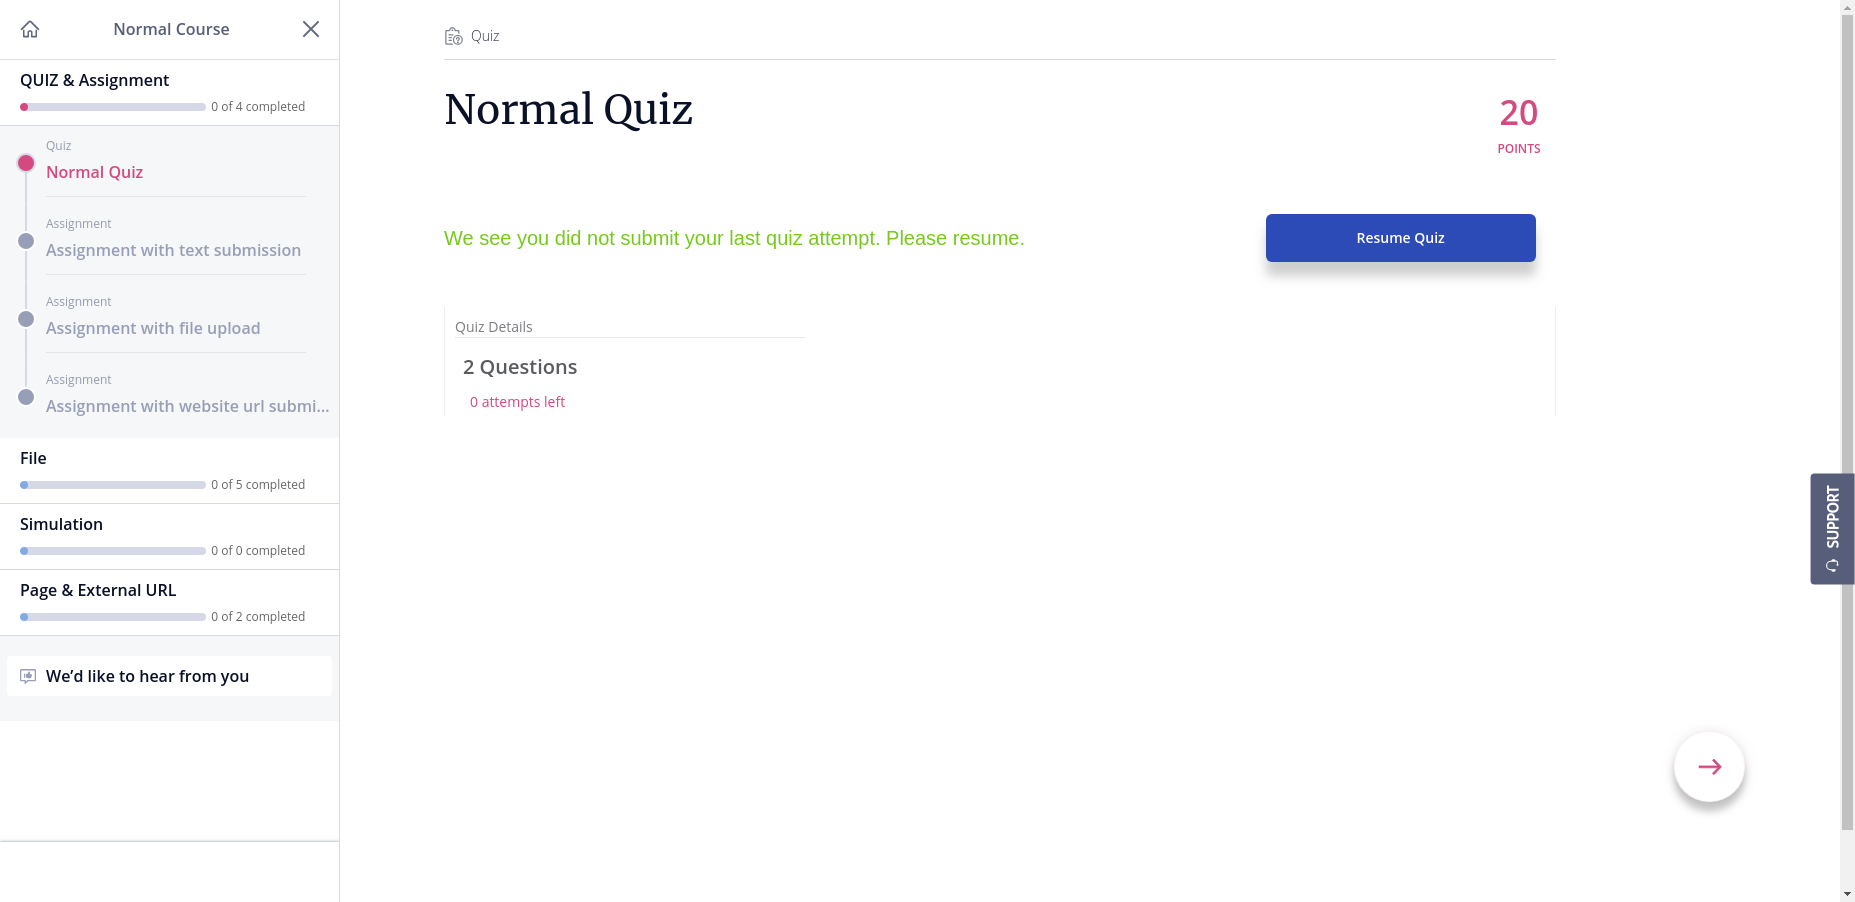 Normal Course
QUIZ & Assignment
0 of 4 completed
Quiz
Normal Quiz
Assignment
Assignment with text submission
Assignment
Assignment with file upload
Assignment
Assignment with website url submi...
File
0 of 5 completed
Simulation
0 of 0 completed
Page & External URL
0 of 2 completed
We’d like to hear from you
Quiz
Normal Quiz
20
POINTS
We see you did not submit your last quiz attempt. Please resume.
Resume Quiz
Quiz Details
2 Questions
0 attempts left
SUPPORT